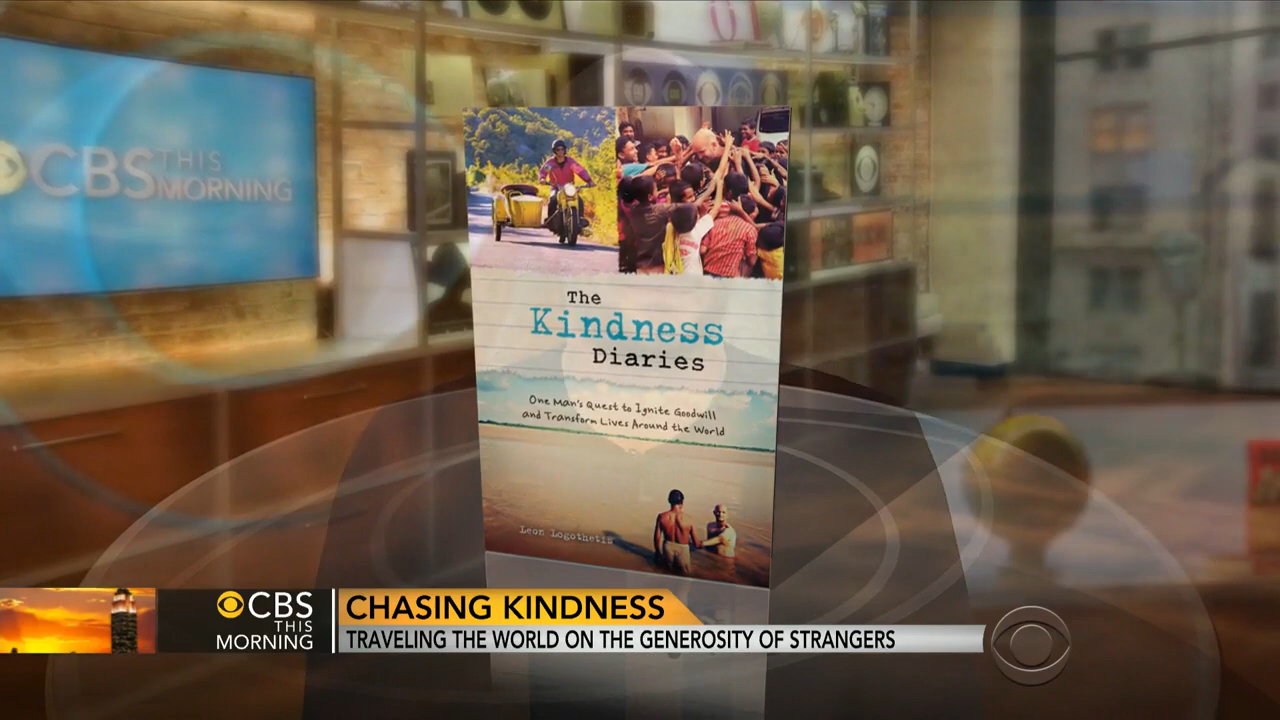 CBS THIS
MORNING
The
Kindness
Diaries
One Man's Quest to Ignite Goodwill
and Transform Lives Around the World
Leon Logothetis
CBS
THIS
MORNING
CHASING KINDNESS
TRAVELING THE WORLD ON THE GENEROSITY OF STRANGERS